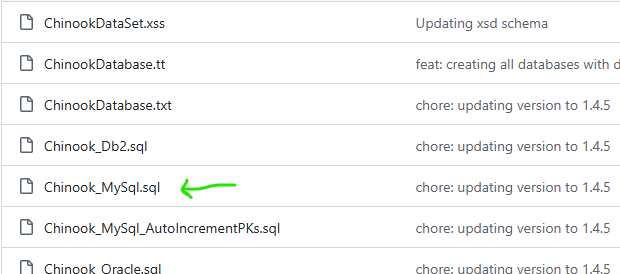 ChinookDataSet.xss Updating xsd schema
ChinookDatabase.tt feat: creating all databases with d
ChinookDatabase.txt chore: updating version to 1.4.5
Chinook_Db2.sql chore: updating version to 1.4.5
Chinook_MySql.sql chore: updating version to 1.4.5
Chinook_MySql_AutoIncrementPKs.sql chore: updating version to 1.4.5
Chinook_Oracle.sql chore: updating version to 1.4.5